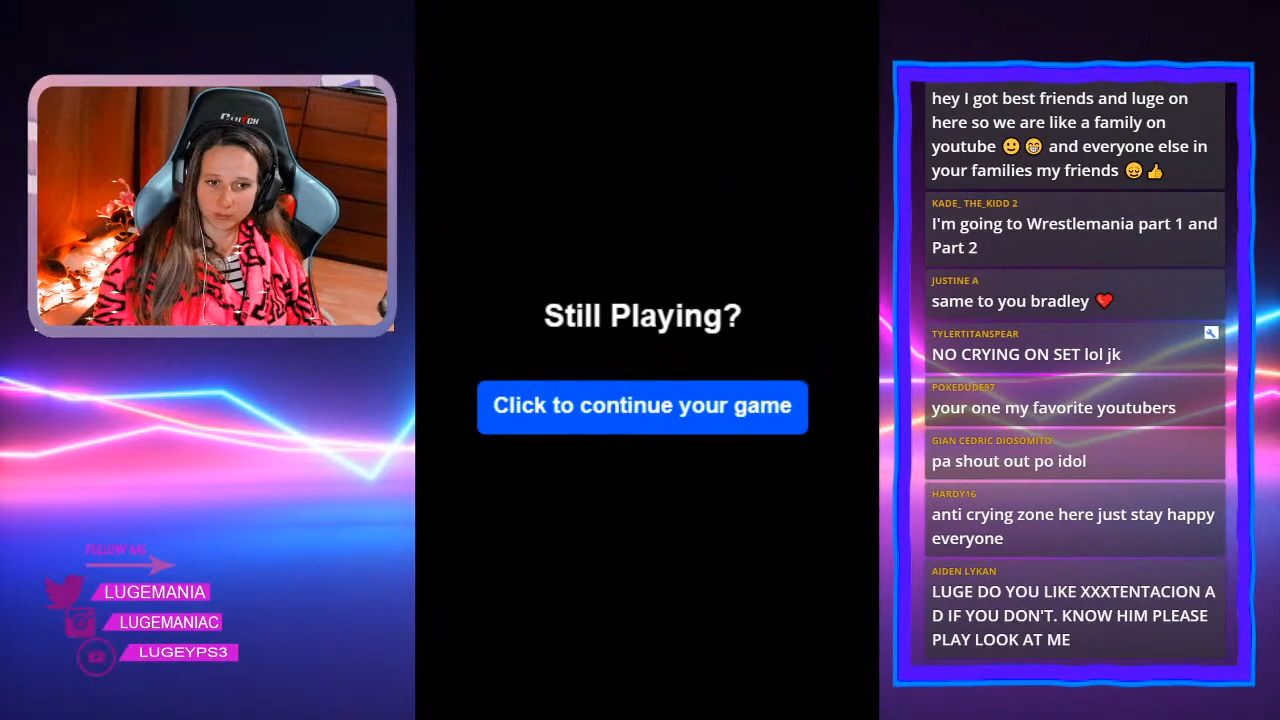 Still Playing?
Click to continue your game
FOLLOW ME
LUGEMANIA
LUGEMANIAC
LUGEYPS3
hey I got best friends and luge on
here so we are like a family on
youtube 🙂 😁 and everyone else in
your families my friends 😌 👍
KADE_ THE_KIDD 2
I'm going to Wrestlemania part 1 and
Part 2
JUSTINE A
same to you bradley ❤️
TYLERTITANSPEAR
NO CRYING ON SET lol jk
POKEDUDE97
your one my favorite youtubers
GIAN CEDRIC DIOSOMITO
pa shout out po idol
HARDY16
anti crying zone here just stay happy
everyone
AIDEN LYKAN
LUGE DO YOU LIKE XXXTENTACION A
D IF YOU DON'T. KNOW HIM PLEASE
PLAY LOOK AT ME